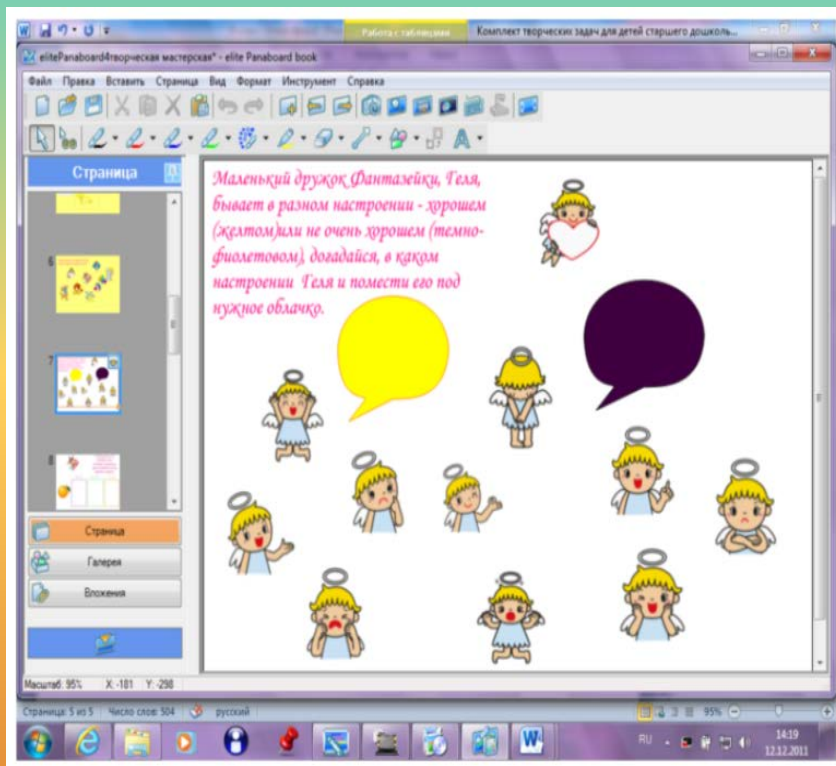 Работа с таблицами
Комплект творческих задач для детей старшего дошколь...
elitePanaboard4творческая мастерская* - elite Panaboard book
Файл Правка Вставить Страница Вид Формат Инструмент Справка
Страница
6
7
8
Страница
Галерея
Вложения
Маленький дружок Фантазейки, Геля,
бывает в разном настроении - хорошем
(желтом)или не очень хорошем (темно-
фиолетовом), догадайся, в каком
настроении Геля и помести его под
нужное облачко.
Масштаб: 95% X:-181 Y:-298
Страница: 5 из 5 Число слов: 504 русский
95%
RU
14:19
12.12.2011